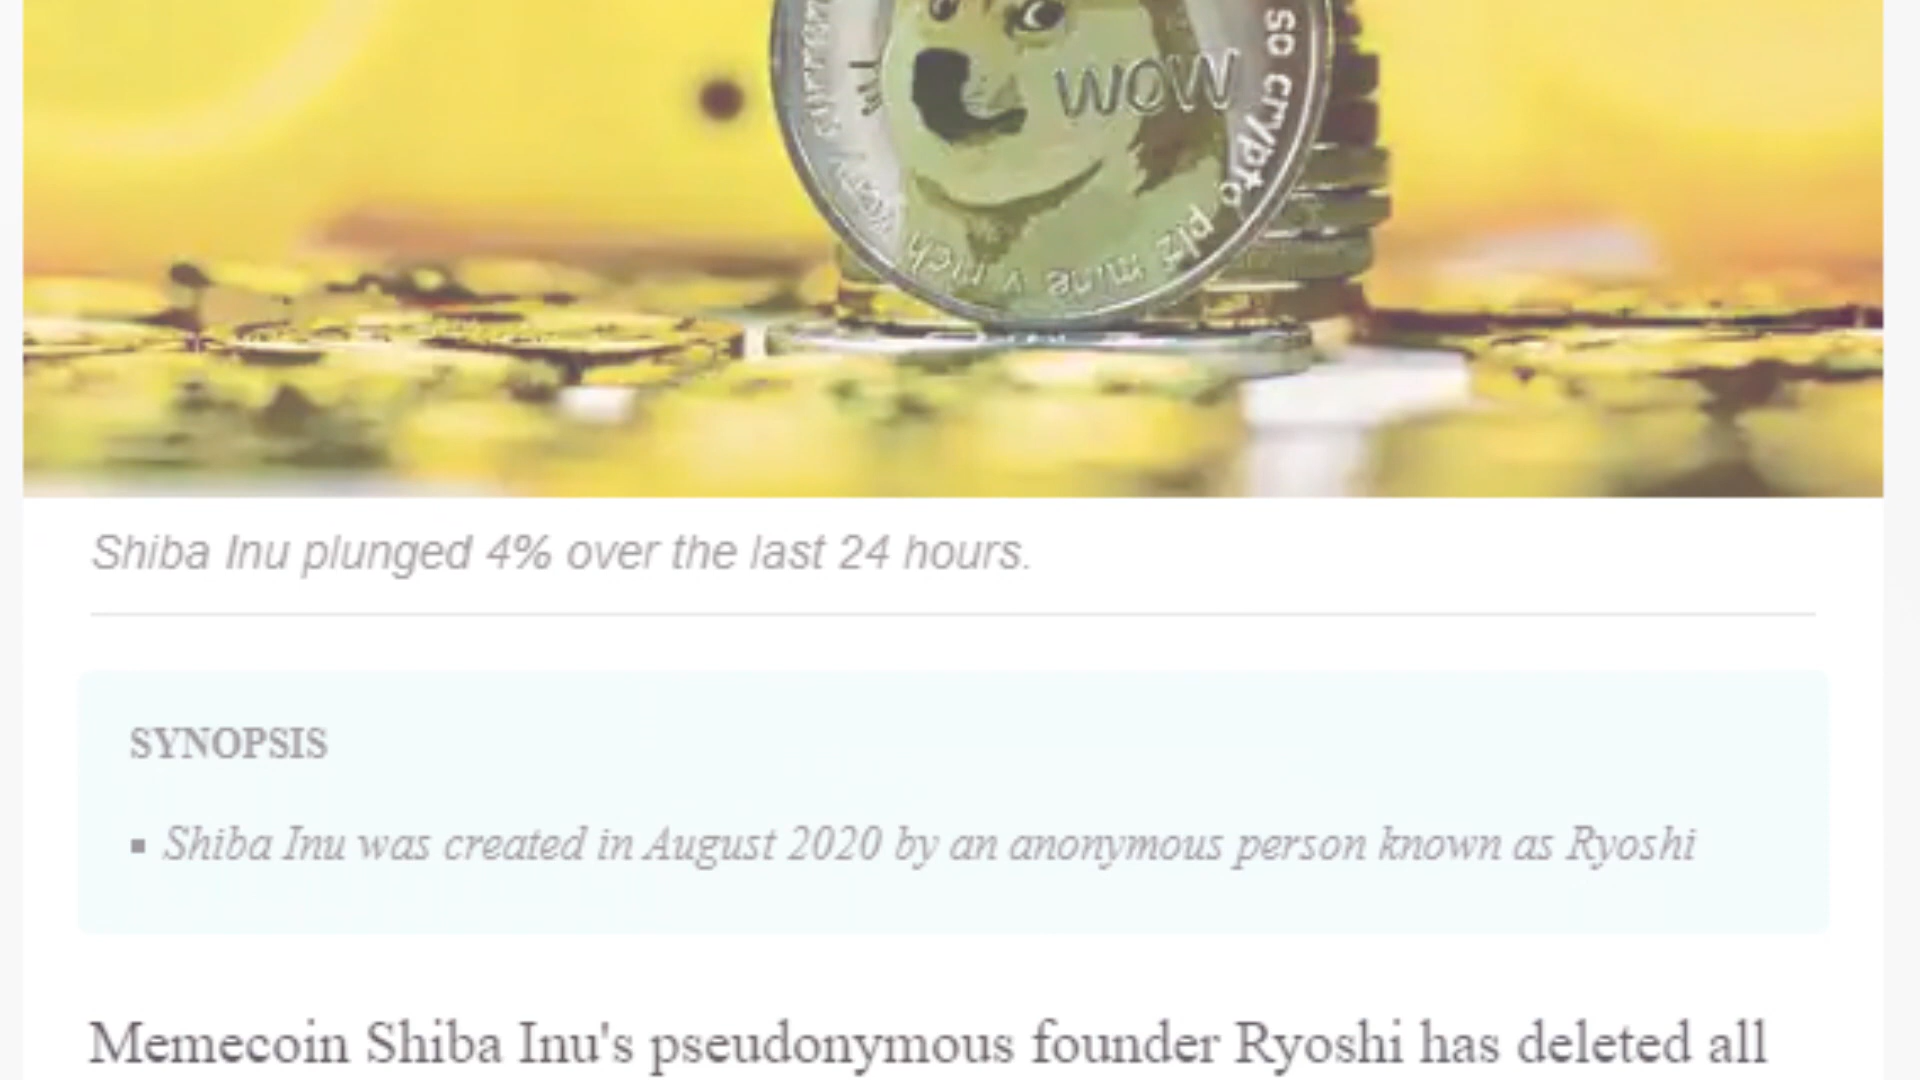 WOW
so crypto plz mine v rich
Shiba Inu plunged 4% over the last 24 hours.
SYNOPSIS
▪ Shiba Inu was created in August 2020 by an anonymous person known as Ryoshi
Memecoin Shiba Inu's pseudonymous founder Ryoshi has deleted all